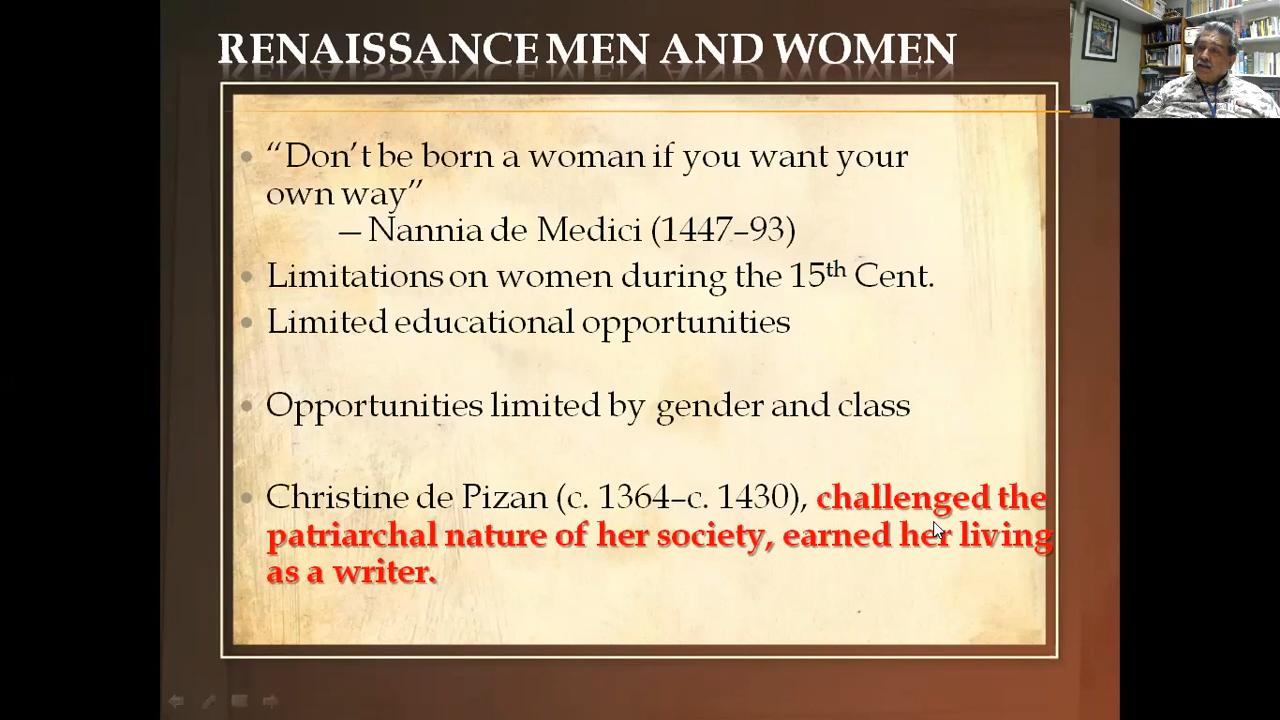 RENAISSANCE MEN AND WOMEN
“Don’t be born a woman if you want your
own way”
— Nannia de Medici (1447–93)
Limitations on women during the 15th Cent.
Limited educational opportunities
Opportunities limited by gender and class
Christine de Pizan (c. 1364–c. 1430), challenged the
patriarchal nature of her society, earned her living
as a writer.